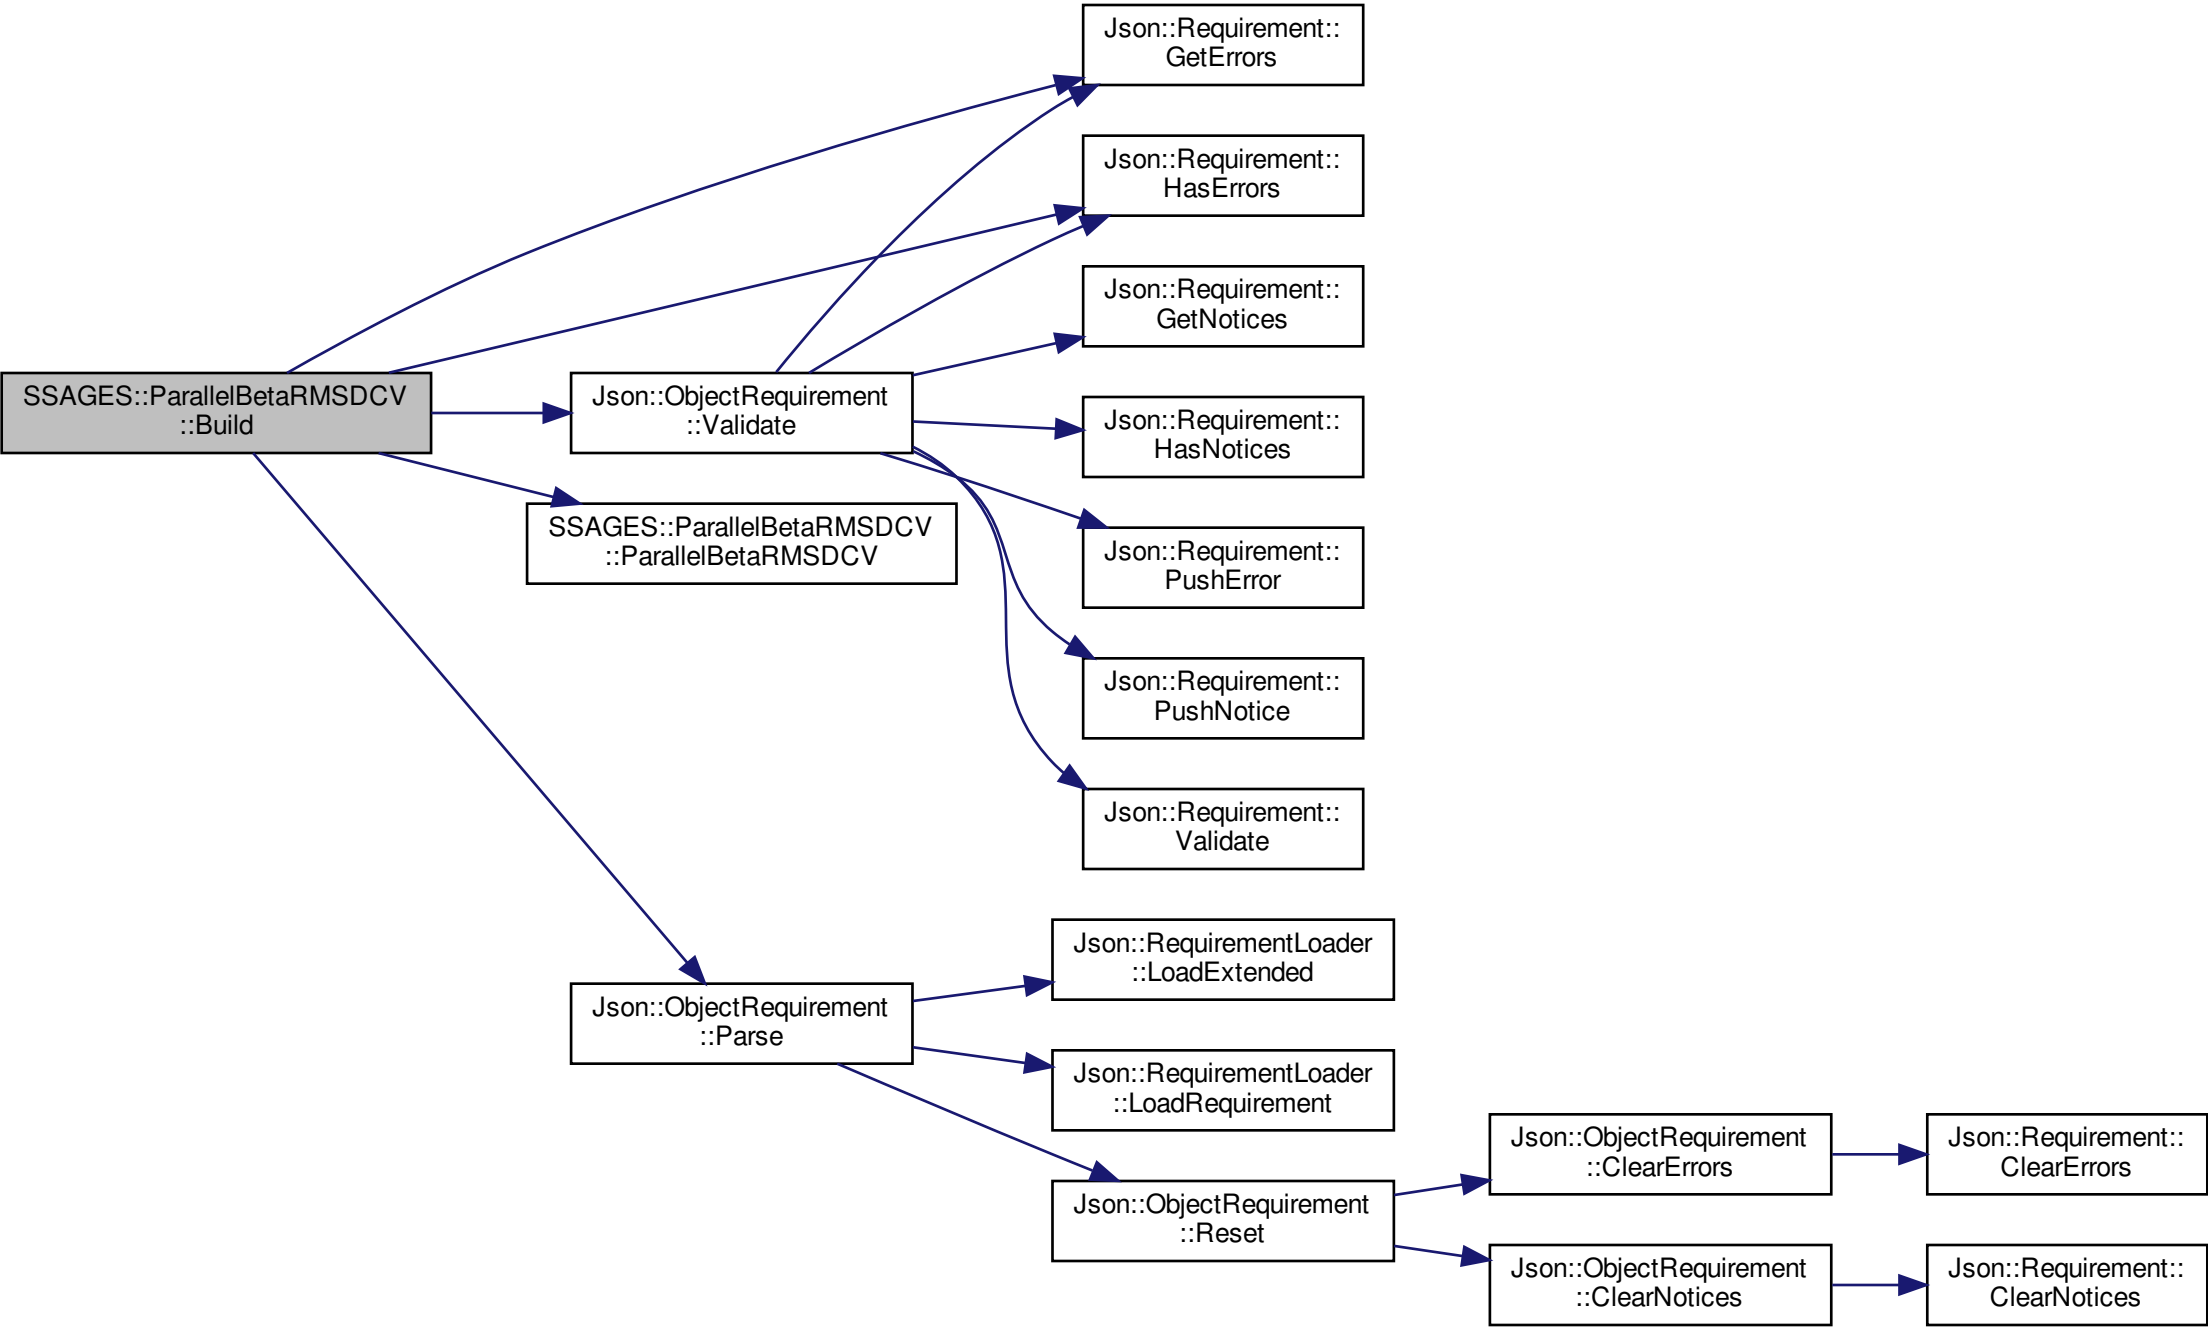 Json::Requirement::
GetErrors
Json::Requirement::
HasErrors
Json::Requirement::
GetNotices
SSAGES::ParallelBetaRMSDCV
::Build
Json::ObjectRequirement
::Validate
Json::Requirement::
HasNotices
SSAGES::ParallelBetaRMSDCV
::ParallelBetaRMSDCV
Json::Requirement::
PushError
Json::Requirement::
PushNotice
Json::Requirement::
Validate
Json::RequirementLoader
::LoadExtended
Json::ObjectRequirement
::Parse
Json::RequirementLoader
::LoadRequirement
Json::ObjectRequirement
::Reset
Json::ObjectRequirement
::ClearErrors
Json::Requirement::
ClearErrors
Json::ObjectRequirement
::ClearNotices
Json::Requirement::
ClearNotices